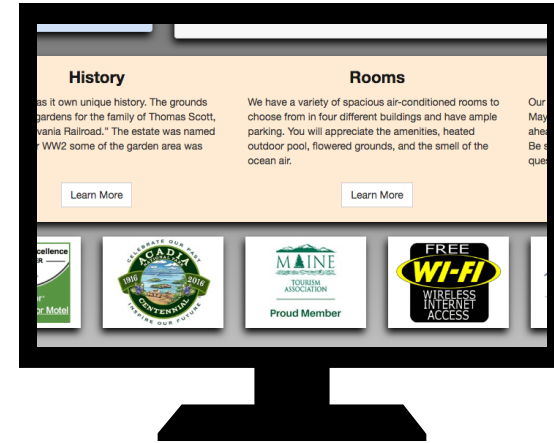 History
as it own unique history. The grounds
gardens for the family of Thomas Scott,
vania Railroad." The estate was named
WW2 some of the garden area was
Learn More
Rooms
We have a variety of spacious air-conditioned rooms to
choose from in four different buildings and have ample
parking. You will appreciate the amenities, heated
outdoor pool, flowered grounds, and the smell of the
ocean air.
Learn More
Our
May
ahea
Be s
ques
cellence
or Motel
CELEBRATE OUR PAST
ACADIA
1916 2016
CENTENNIAL
INSPIRE OUR FUTURE
MAINE
TOURISM
ASSOCIATION
Proud Member
FREE
WI-FI
WIRELESS
INTERNET
ACCESS